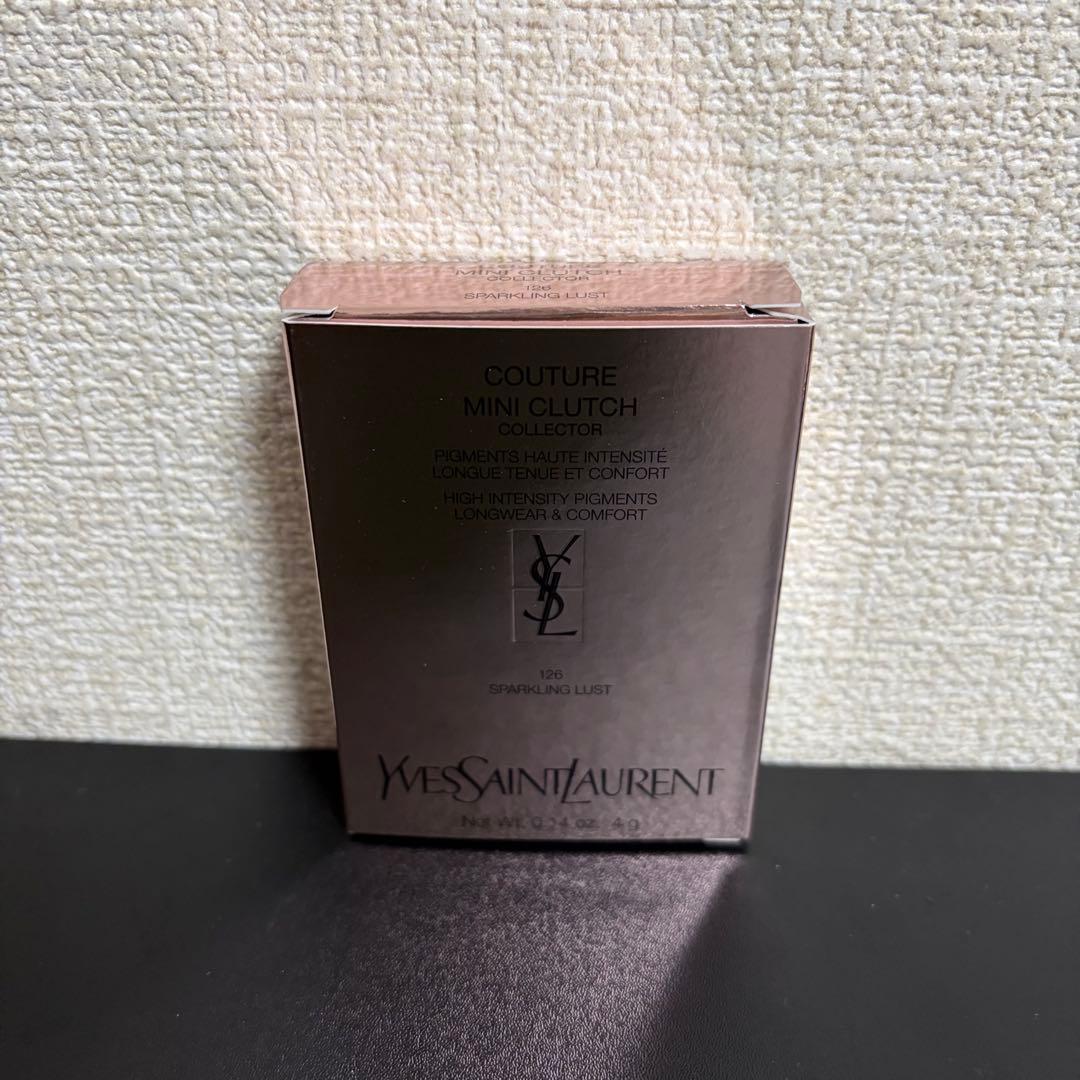 MINI CLUTCH
COLLECTOR
126
SPARKLING LUST
COUTURE
MINI CLUTCH
COLLECTOR
PIGMENTS HAUTE INTENSITÉ
LONGUE TENUE ET CONFORT
HIGH INTENSITY PIGMENTS
LONGWEAR & COMFORT
YSL
126
SPARKLING LUST
YVESSAINTLAURENT
Net Wt. 0.14 oz. 4 g